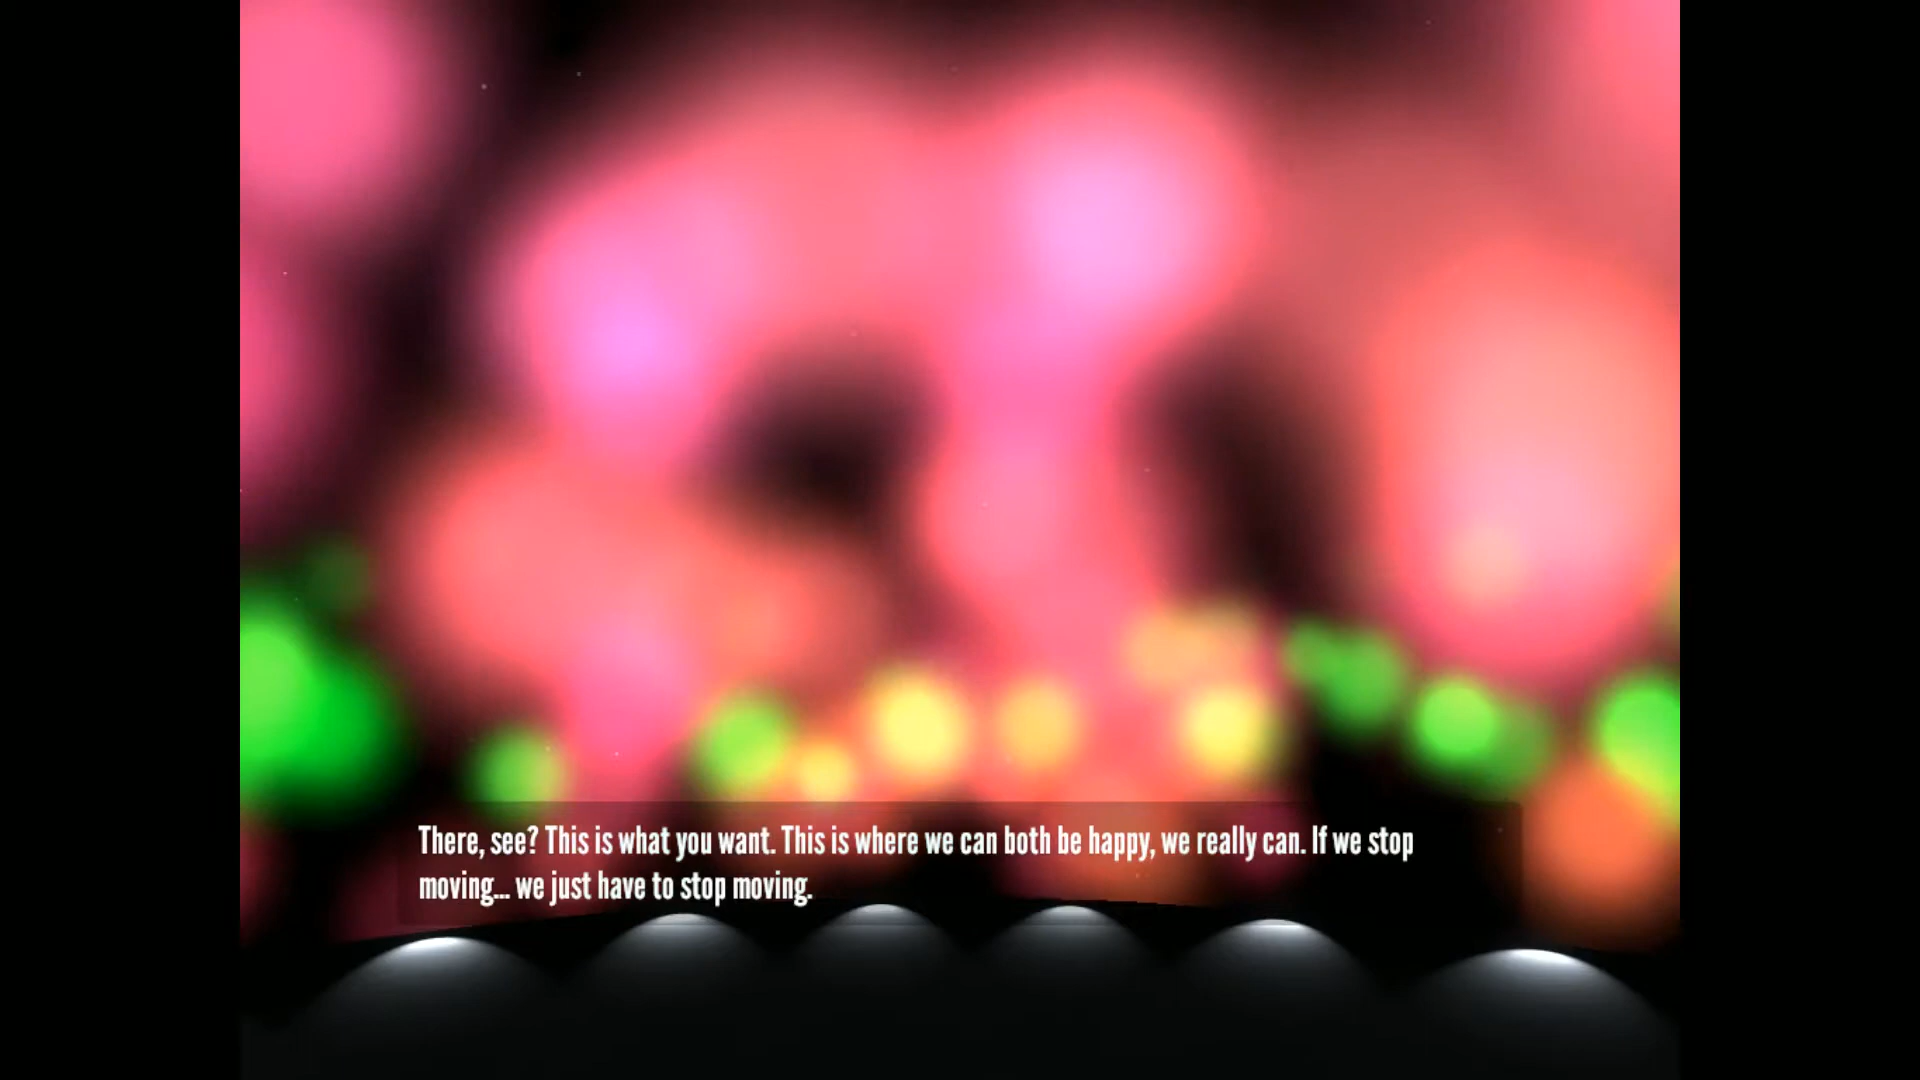 There, see? This is what you want. This is where we can both be happy, we really can. If we stop
moving... we just have to stop moving.